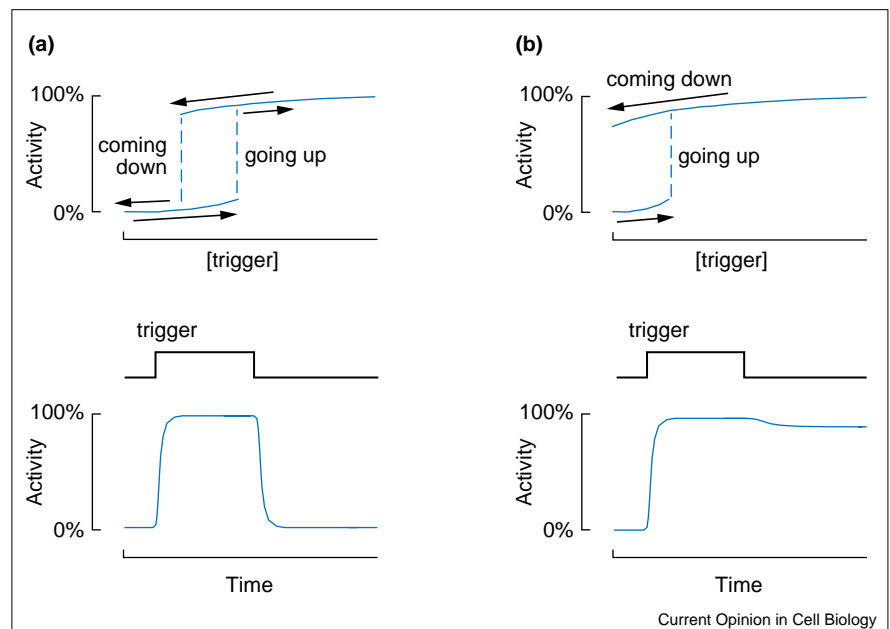 (a)
100%
Activity
0%
coming
down
going up
[trigger]
trigger
100%
Activity
0%
Time
(b)
coming down
100%
Activity
0%
going up
[trigger]
trigger
100%
Activity
0%
Time
Current Opinion in Cell Biology